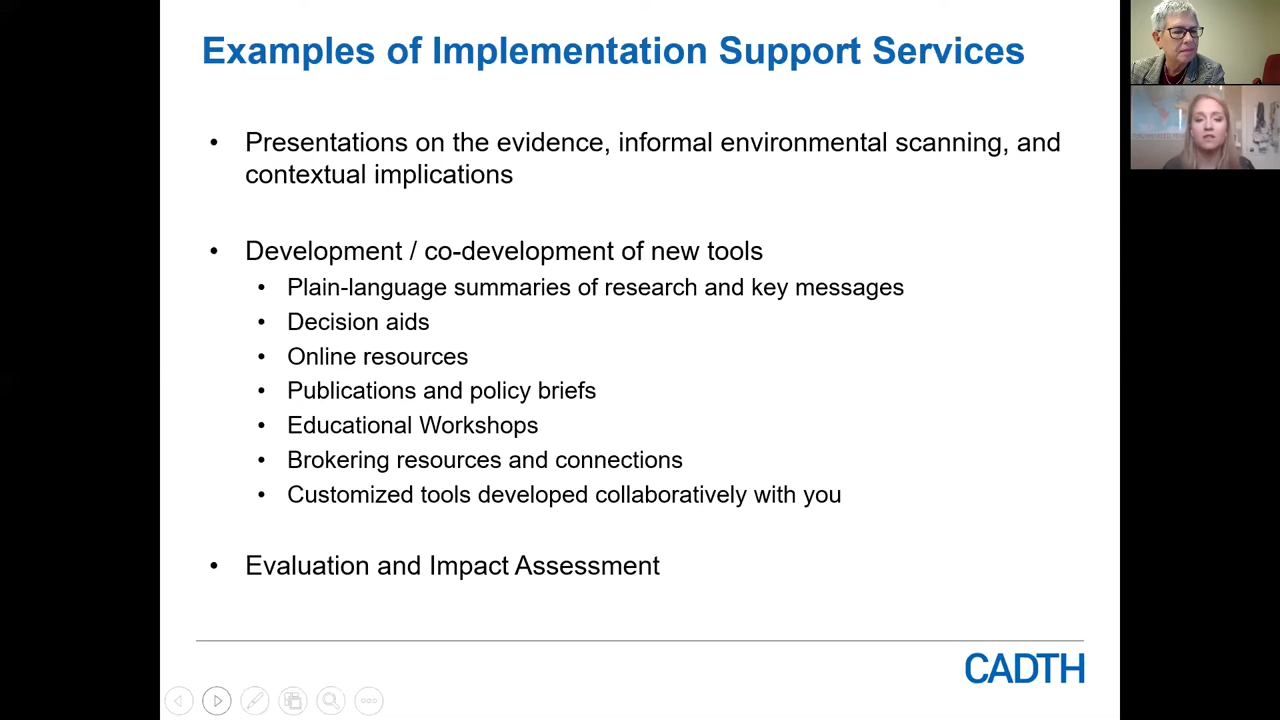 Examples of Implementation Support Services
• Presentations on the evidence, informal environmental scanning, and
contextual implications
• Development / co-development of new tools
• Plain-language summaries of research and key messages
• Decision aids
• Online resources
• Publications and policy briefs
• Educational Workshops
• Brokering resources and connections
• Customized tools developed collaboratively with you
• Evaluation and Impact Assessment
CADTH